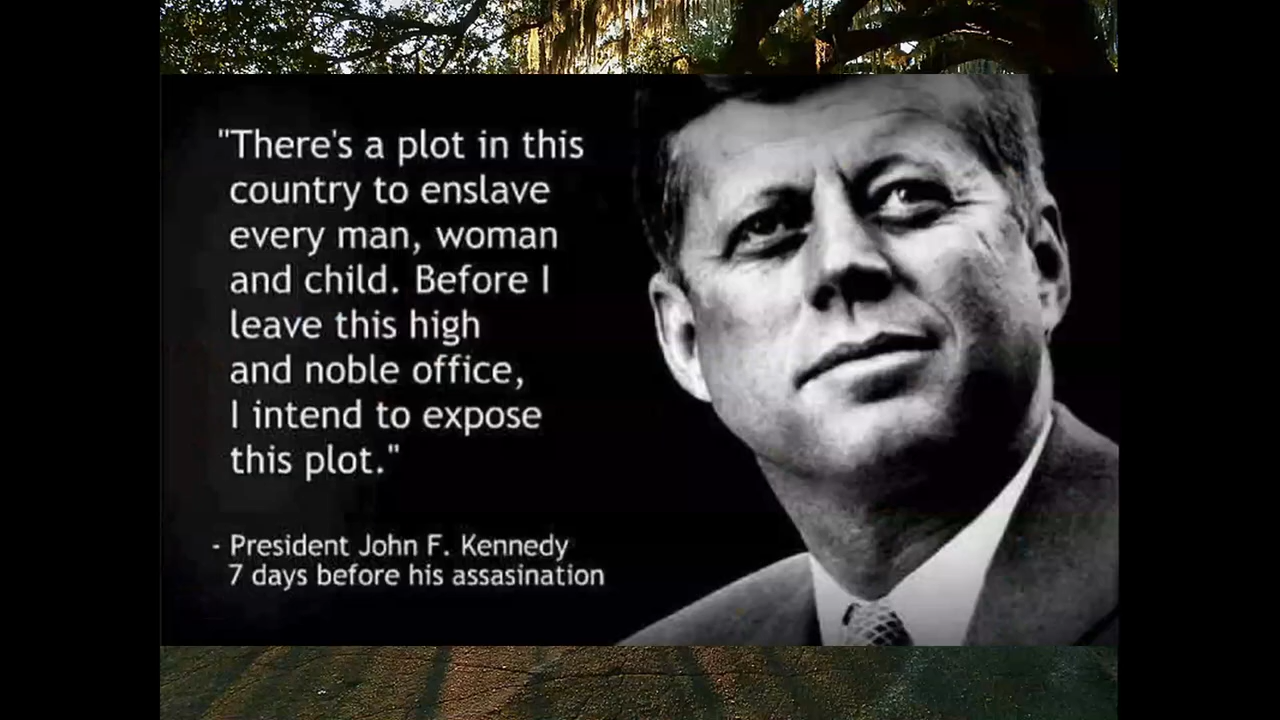 "There's a plot in this
country to enslave
every man, woman
and child. Before I
leave this high
and noble office,
I intend to expose
this plot."
- President John F. Kennedy
7 days before his assasination